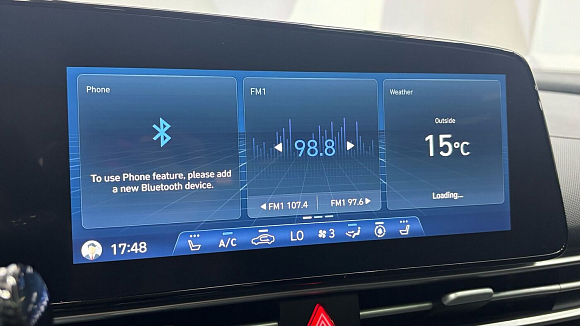 Phone
To use Phone feature, please add
a new Bluetooth device.
FM1
98.8
FM1 107.4
FM1 97.6
Weather
Outside
15°C
Loading...
17:48
A/C
LO
3